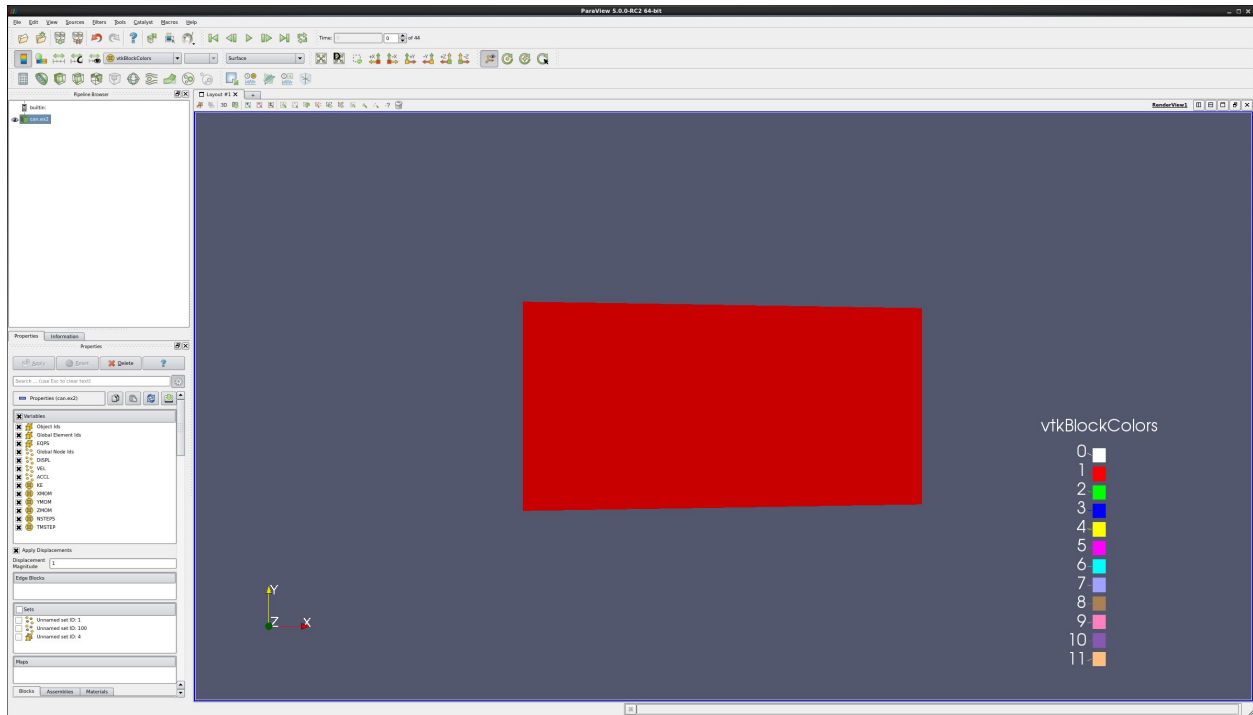 ParaView 5.0.0-RC2 64-bit
File Edit View Sources Filters Tools Catalyst Macros Help
Time: 0 of 44
vtkBlockColors Surface
Pipeline Browser
Layout #1
builtin:
can.ex2
3D
RenderView1
Properties Information
Properties
Apply Reset Delete ?
Search ... (use Esc to clear text)
Properties (can.ex2)
Variables
Object Ids
Global Element Ids
EQPS
Global Node Ids
DISPL
VEL
ACCL
KE
XMOM
YMOM
ZMOM
NSTEPS
TMSTEP
Apply Displacements
Displacement
Magnitude 1
Edge Blocks
Sets
Unnamed set ID: 1
Unnamed set ID: 100
Unnamed set ID: 4
Maps
Blocks Assemblies Materials
Y
Z X
vtkBlockColors
0
1
2
3
4
5
6
7
8
9
10
11